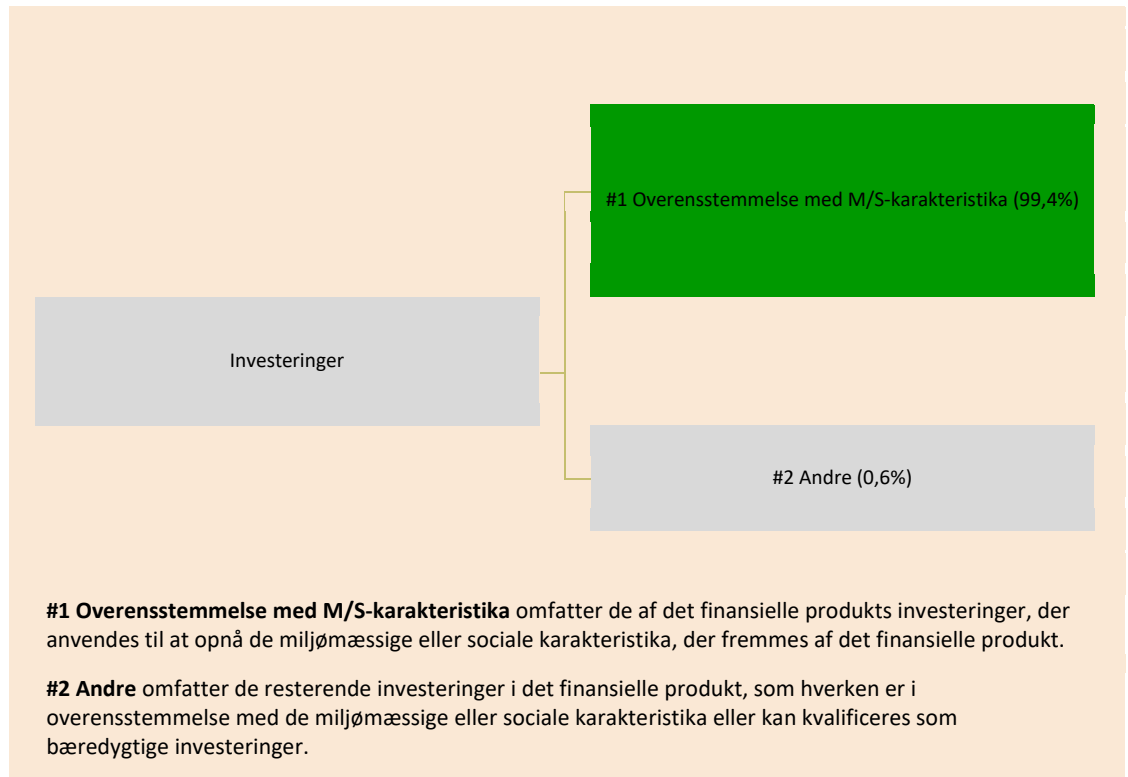 #1 Overensstemmelse med M/S-karakteristika (99,4%)
Investeringer
#2 Andre (0,6%)
#1 Overensstemmelse med M/S-karakteristika omfatter de af det finansielle produkts investeringer, der
anvendes til at opnå de miljømæssige eller sociale karakteristika, der fremmes af det finansielle produkt.
#2 Andre omfatter de resterende investeringer i det finansielle produkt, som hverken er i
overensstemmelse med de miljømæssige eller sociale karakteristika eller kan kvalificeres som
bæredygtige investeringer.